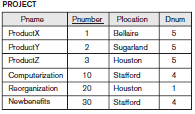 PROJECT
Pname Pnumber Plocation Dnum
ProductX 1 Bellaire 5
ProductY 2 Sugarland 5
ProductZ 3 Houston 5
Computerization 10 Stafford 4
Reorganization 20 Houston 1
Newbenefits 30 Stafford 4